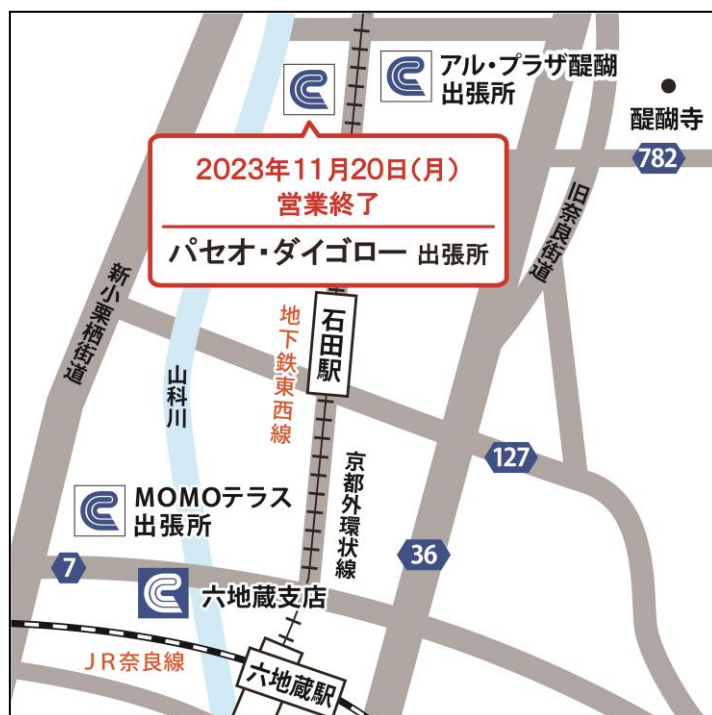 アル・プラザ醍醐
出張所
醍醐寺
782
2023年11月20日(月)
営業終了
パセオ・ダイゴロー 出張所
旧奈良街道
新小栗栖街道
地下鉄東西線
石田駅
山科川
127
京都外環状線
MOMOテラス
出張所
36
7
六地蔵支店
JR奈良線
六地蔵駅